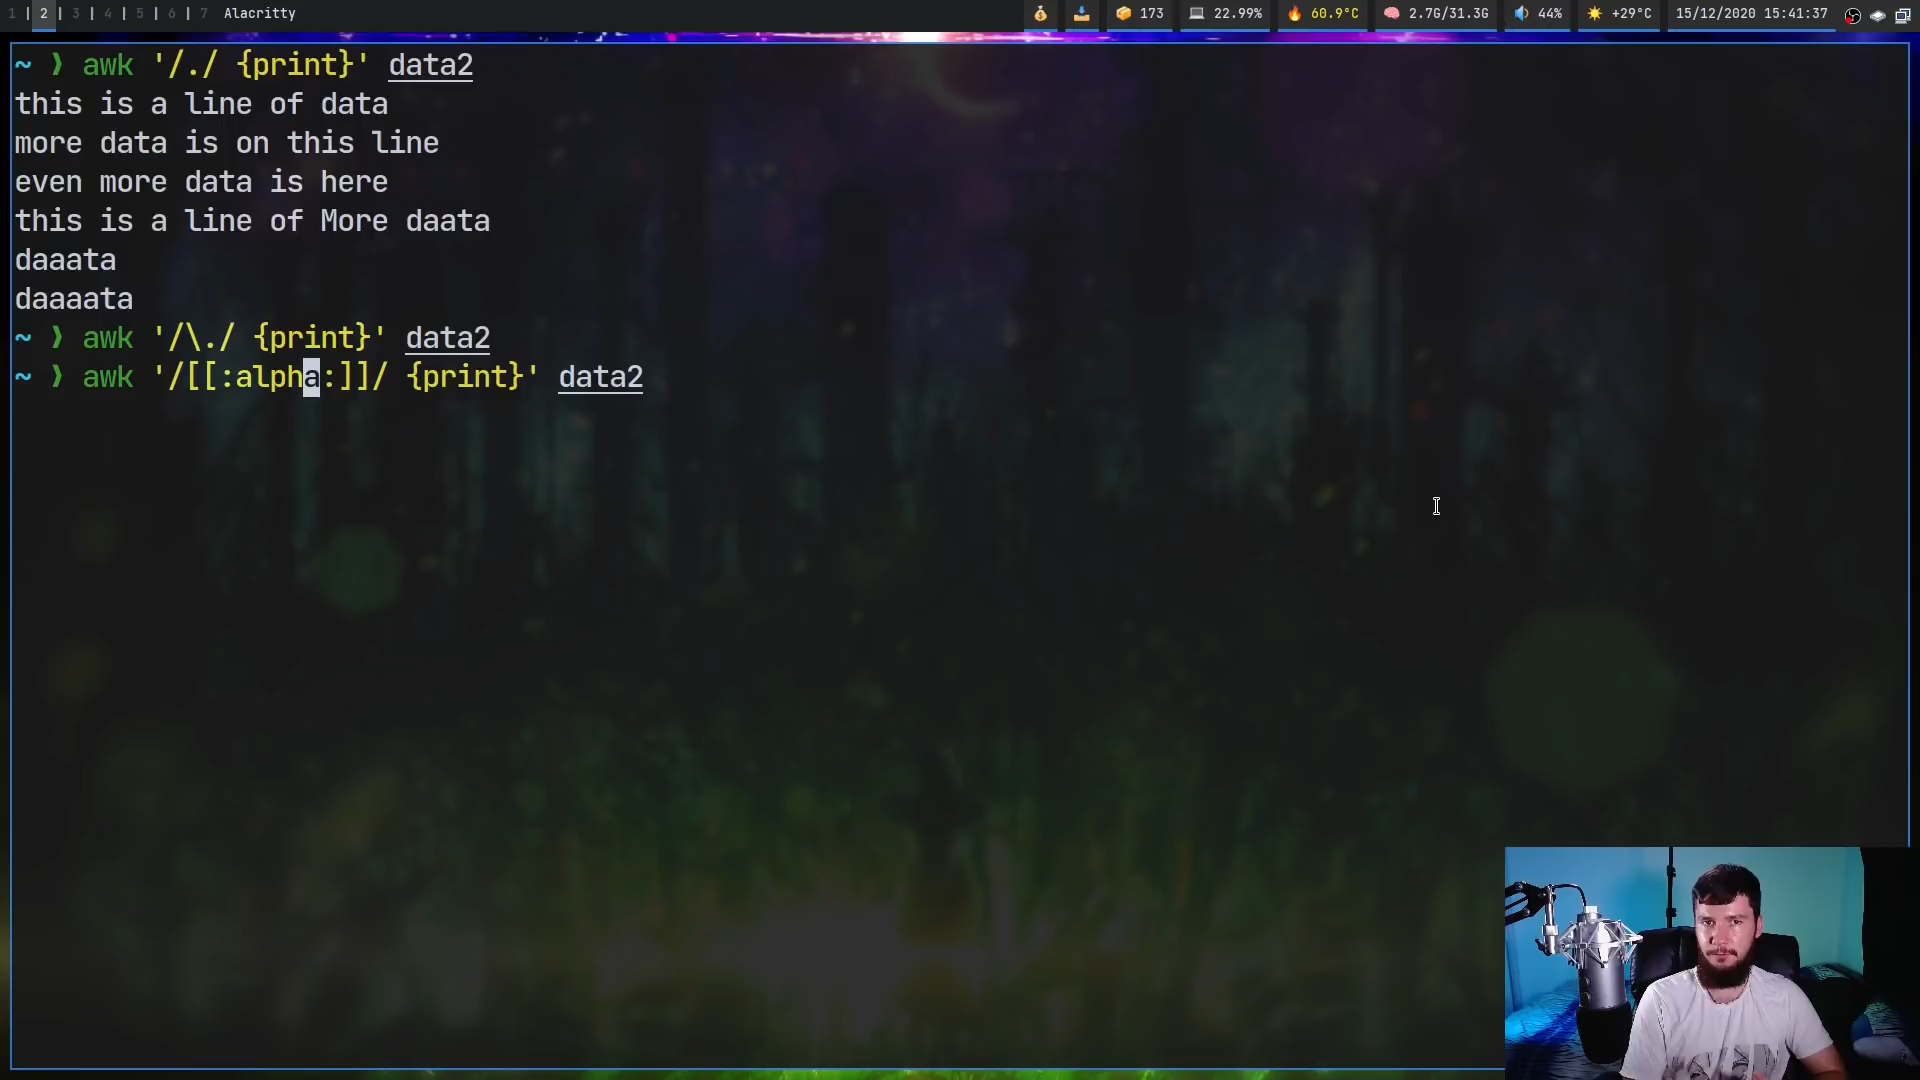 1 | 2 | 3 | 4 | 5 | 6 | 7 Alacritty 173 22.99% 60.9°C 2.7G/31.3G 44% +29°C 15/12/2020 15:41:37
~ ❯ awk '/./ {print}' data2
this is a line of data
more data is on this line
even more data is here
this is a line of More daata
daaata
daaaata
~ ❯ awk '/\./ {print}' data2
~ ❯ awk '/[[:alpha:]]/ {print}' data2